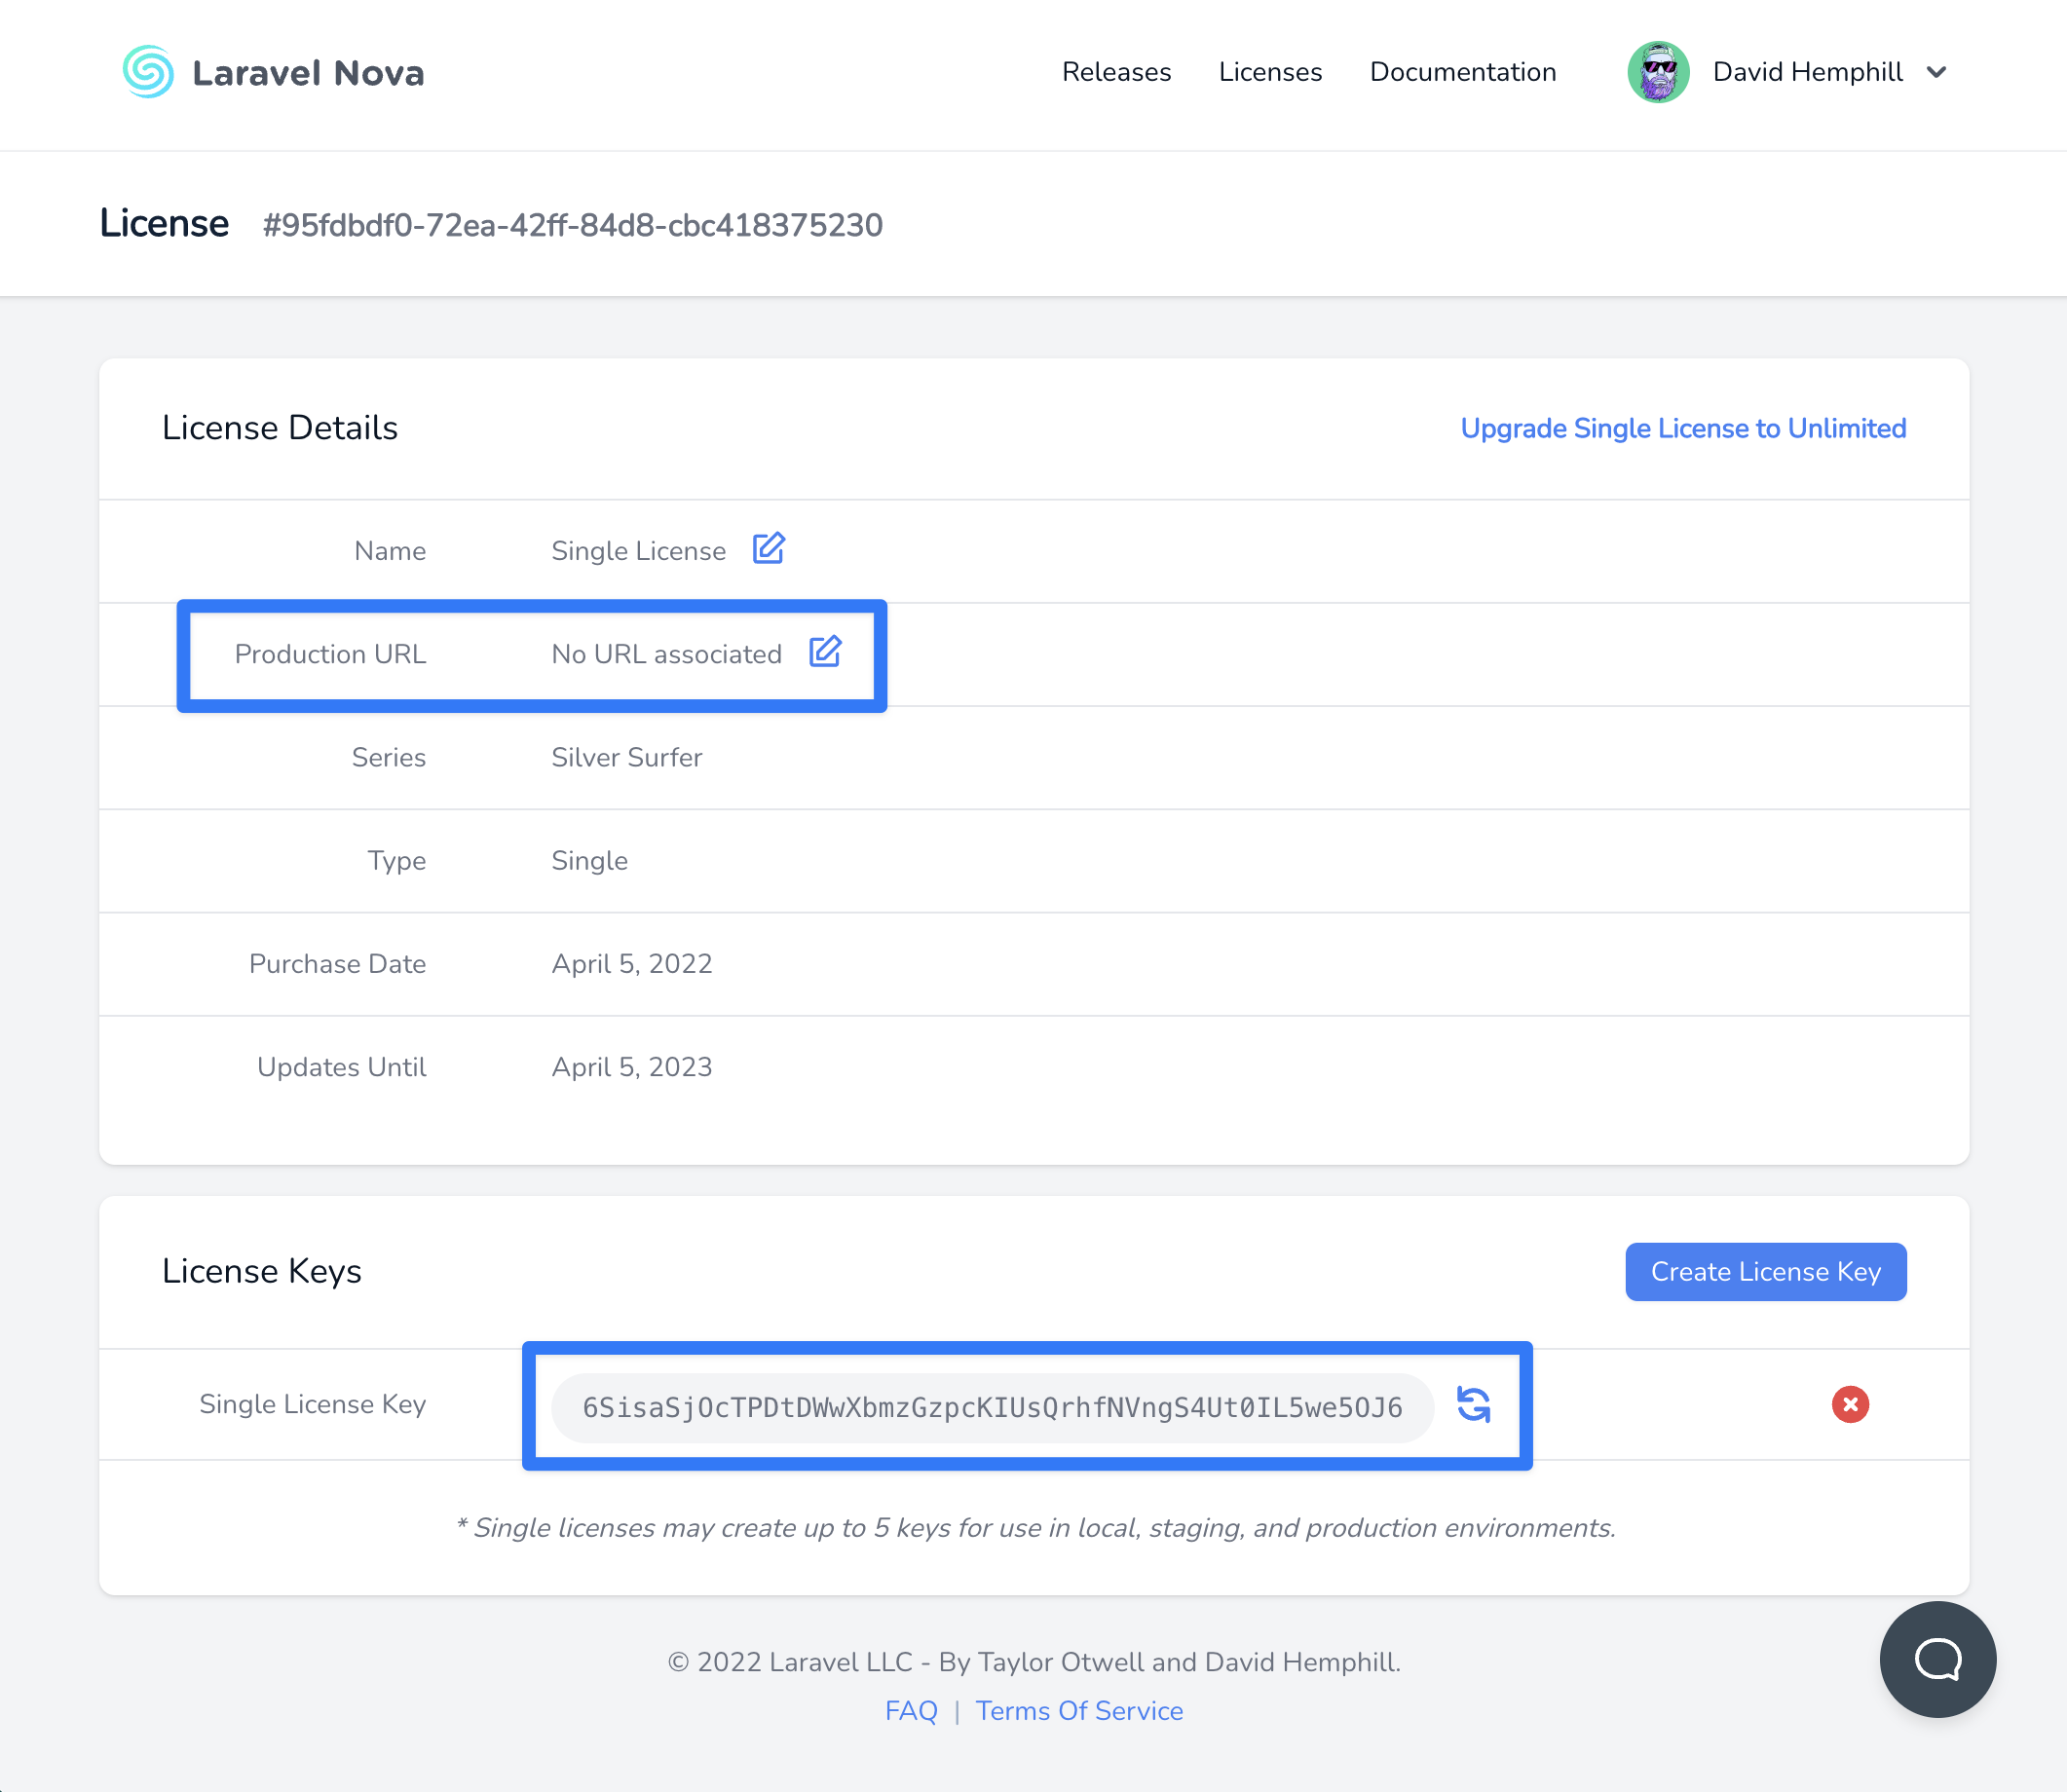 Laravel Nova
Releases Licenses Documentation David Hemphill
License #95fdbdf0-72ea-42ff-84d8-cbc418375230
License Details Upgrade Single License to Unlimited
Name Single License
Production URL No URL associated
Series Silver Surfer
Type Single
Purchase Date April 5, 2022
Updates Until April 5, 2023
License Keys Create License Key
Single License Key 6SisaSjOcTPDtDWwXbmzGzpcKIUsQrhfNVngS4Ut0IL5we5OJ6
* Single licenses may create up to 5 keys for use in local, staging, and production environments.
© 2022 Laravel LLC - By Taylor Otwell and David Hemphill.
FAQ | Terms Of Service